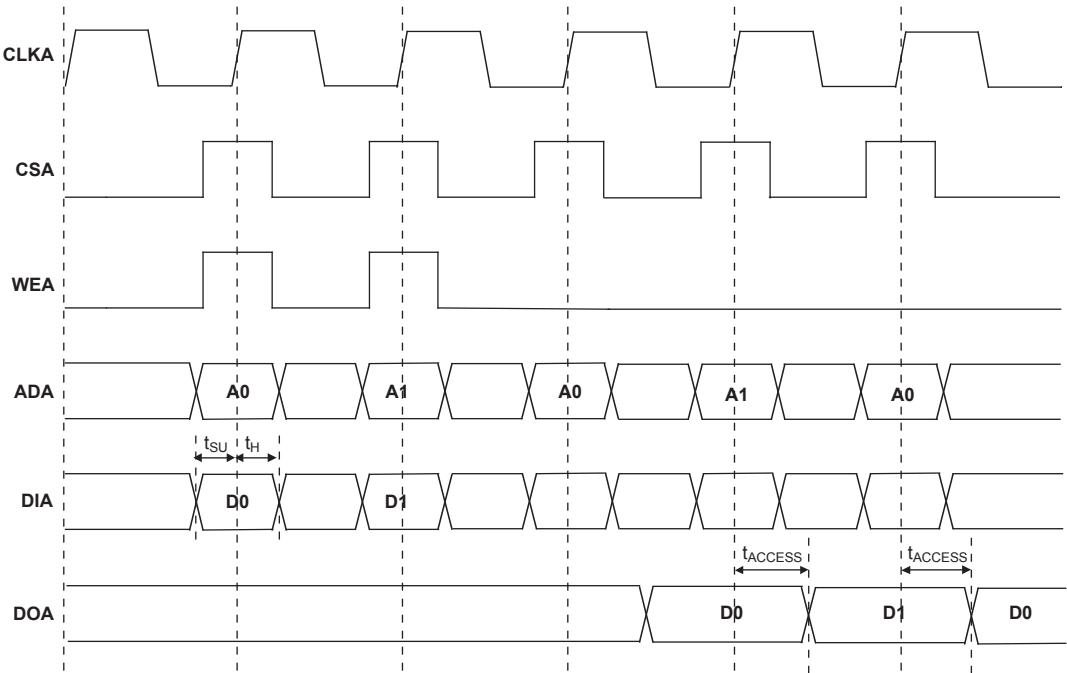 CLKA
CSA
WEA
ADA A0 A1 A0 A1 A0
tSU tH
DIA D0 D1
tACCESS tACCESS
DOA D0 D1 D0